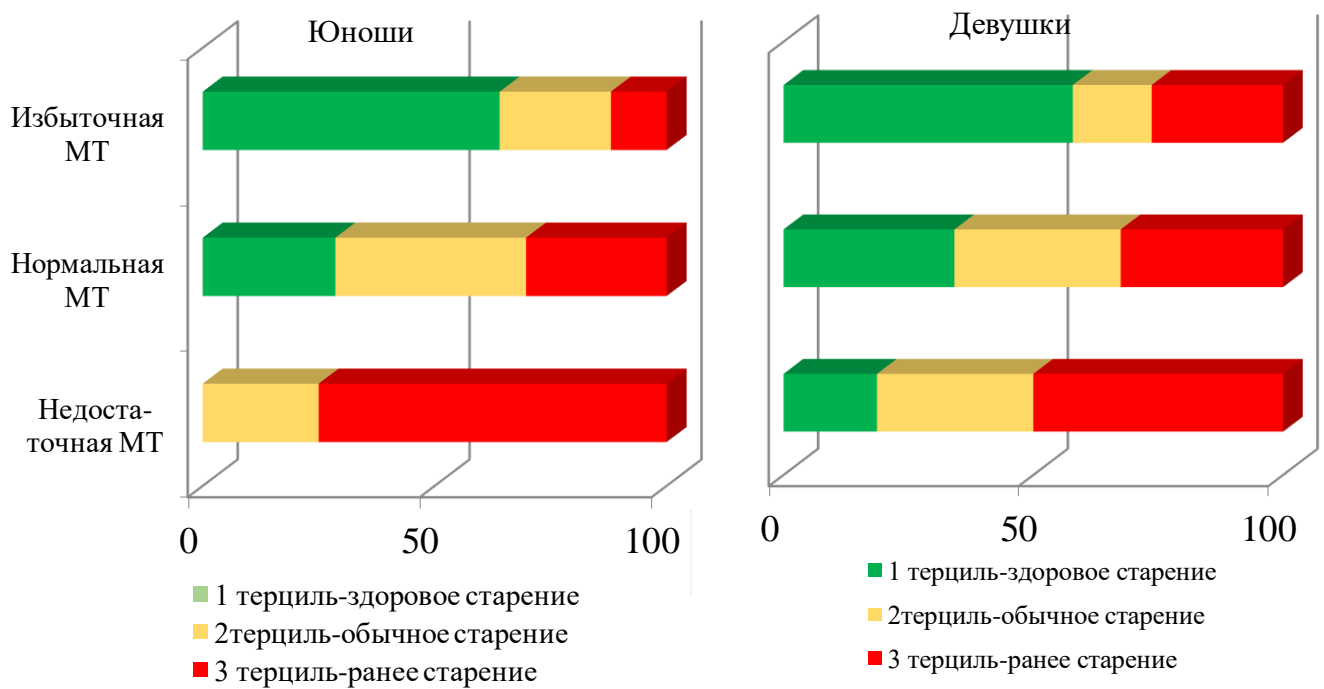 Юноши
Избыточная
МТ
Нормальная
МТ
Недоста-
точная МТ
0 50 100
1 терциль-здоровое старение
2терциль-обычное старение
3 терциль-ранее старение
Девушки
0 50 100
1 терциль-здоровое старение
2терциль-обычное старение
3 терциль-ранее старение